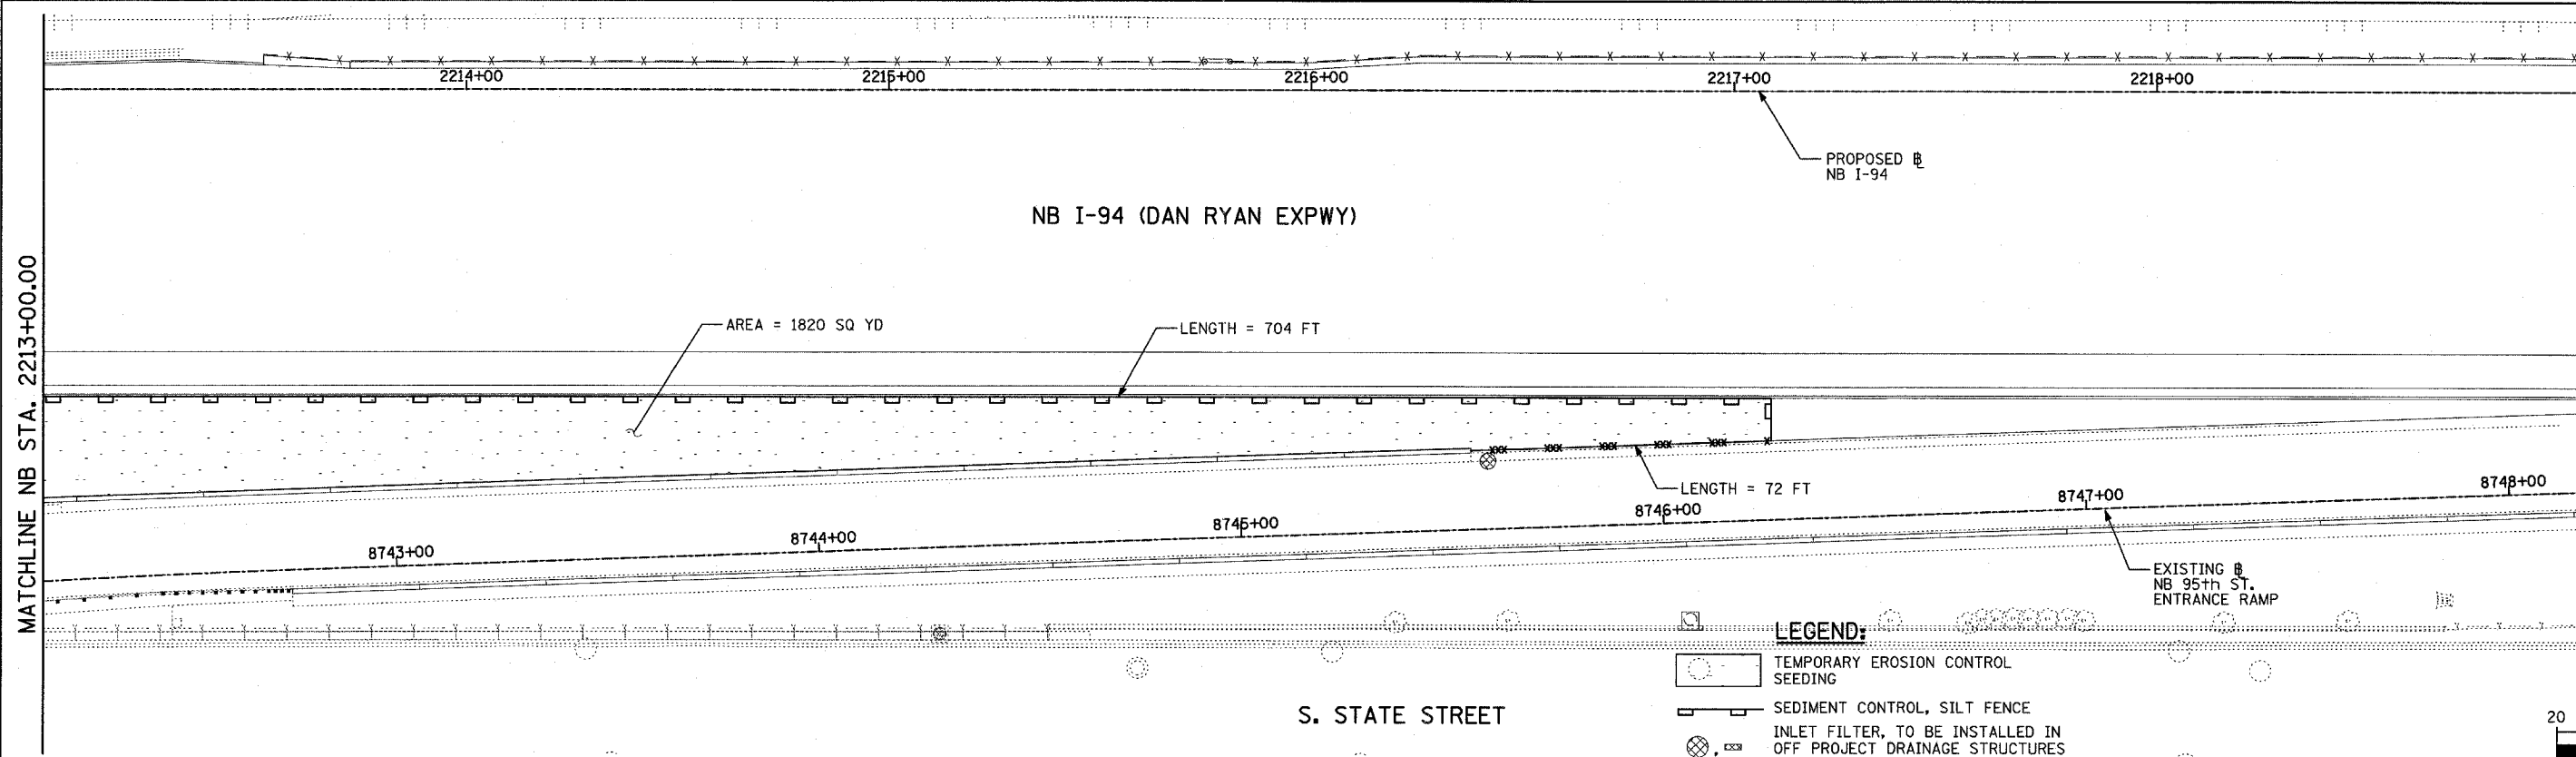 2214+00
2215+00
2216+00
2217+00
2218+00
PROPOSED ⅊
NB I-94
NB I-94 (DAN RYAN EXPWY)
MATCHLINE NB STA. 2213+00.00
AREA = 1820 SQ YD
LENGTH = 704 FT
LENGTH = 72 FT
8743+00
8744+00
8745+00
8746+00
8747+00
8748+00
EXISTING
NB 95th ST.
ENTRANCE RAMP
LEGEND:
TEMPORARY EROSION CONTROL
SEEDING
SEDIMENT CONTROL, SILT FENCE
INLET FILTER, TO BE INSTALLED IN
OFF PROJECT DRAINAGE STRUCTURES
S. STATE STREET
20